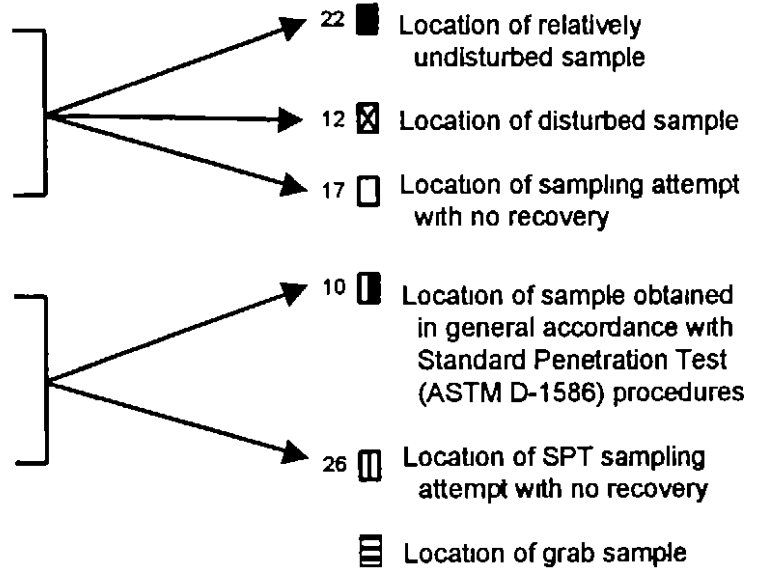 22 Location of relatively
undisturbed sample
12 Location of disturbed sample
17 Location of sampling attempt
with no recovery
10 Location of sample obtained
in general accordance with
Standard Penetration Test
(ASTM D-1586) procedures
26 Location of SPT sampling
attempt with no recovery
Location of grab sample